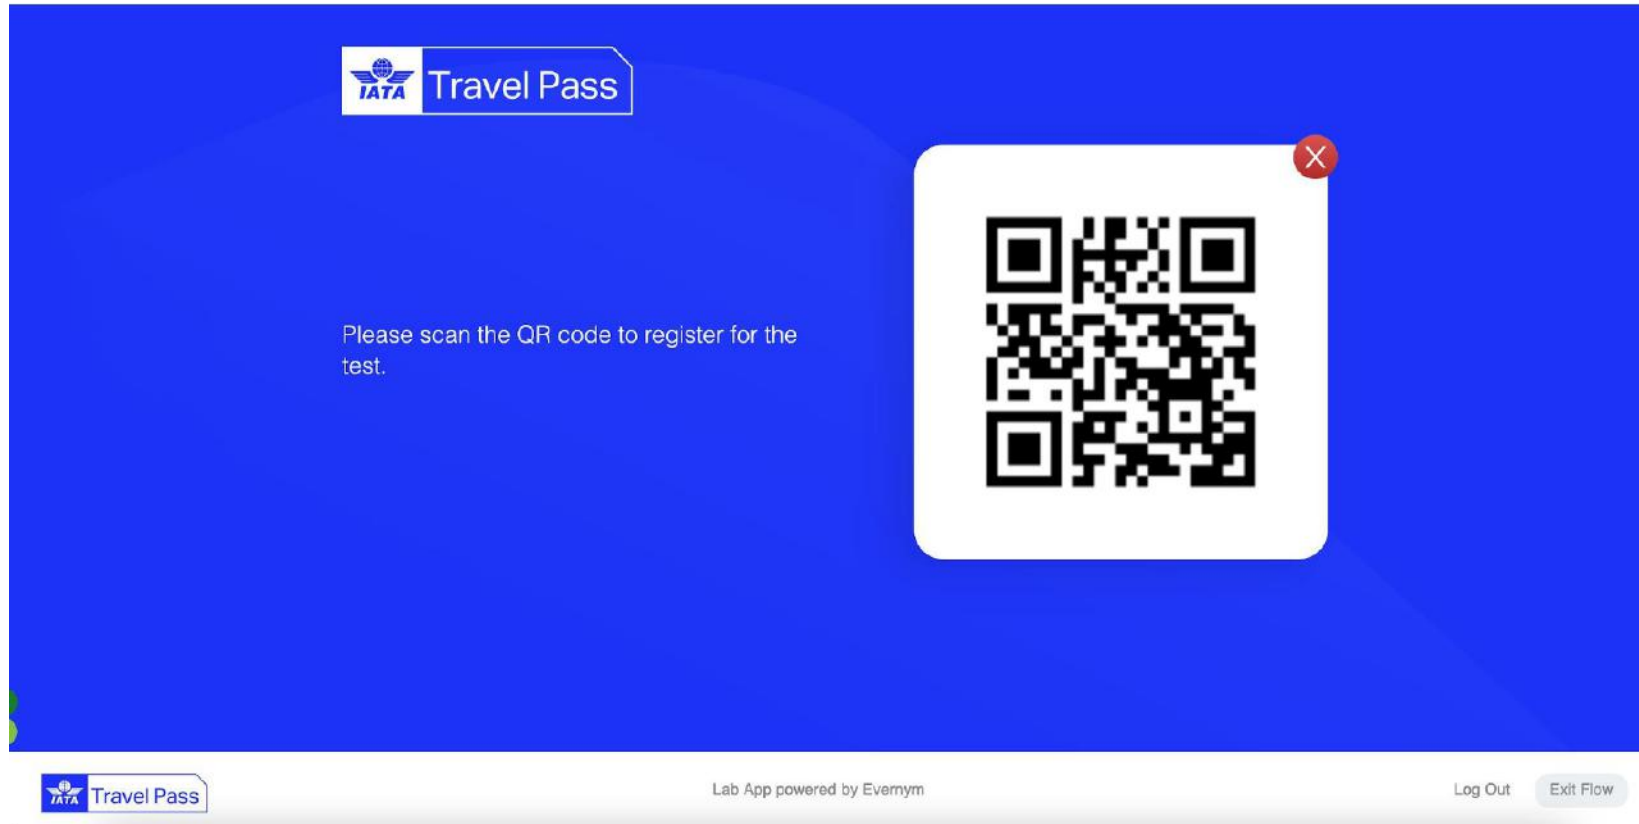 IATA Travel Pass
Please scan the QR code to register for the
test.
IATA Travel Pass
Lab App powered by Evernym
Log Out
Exit Flow